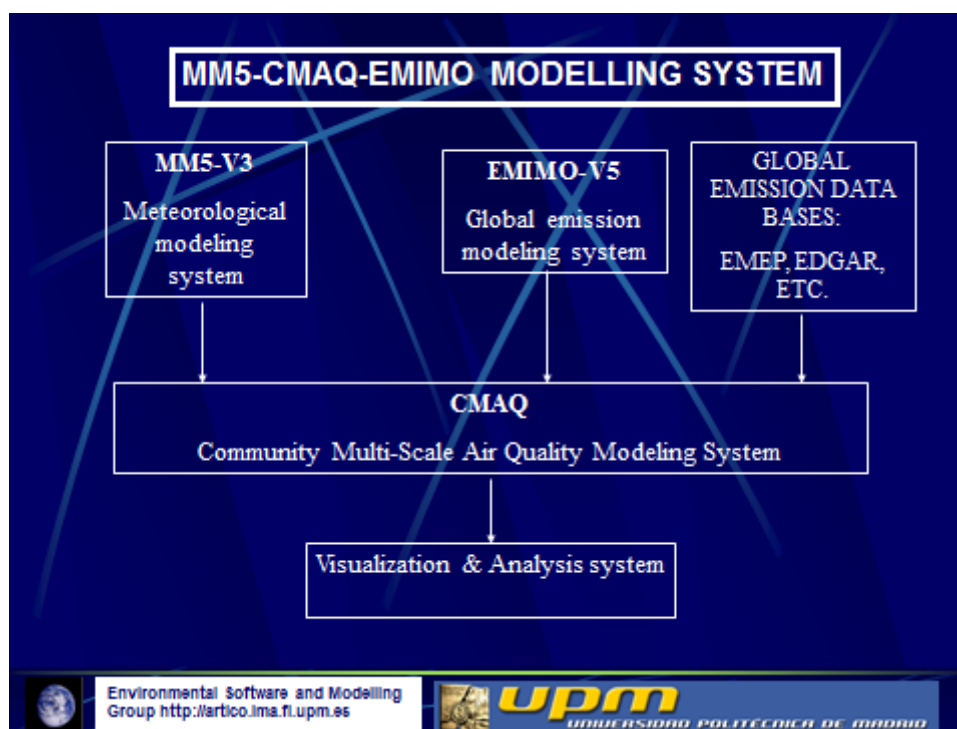 MM5-CMAQ-EMIMO MODELLING SYSTEM
MM5-V3
Meteorological
modeling
system
EMIMO-V5
Global emission
modeling system
GLOBAL
EMISSION DATA
BASES:
EMEP, EDGAR,
ETC.
CMAQ
Community Multi-Scale Air Quality Modeling System
Visualization & Analysis system
Environmental Software and Modelling
Group http://artico.lma.fi.upm.es
upm
UNIVERSIDAD POLITÉCNICA DE MADRID